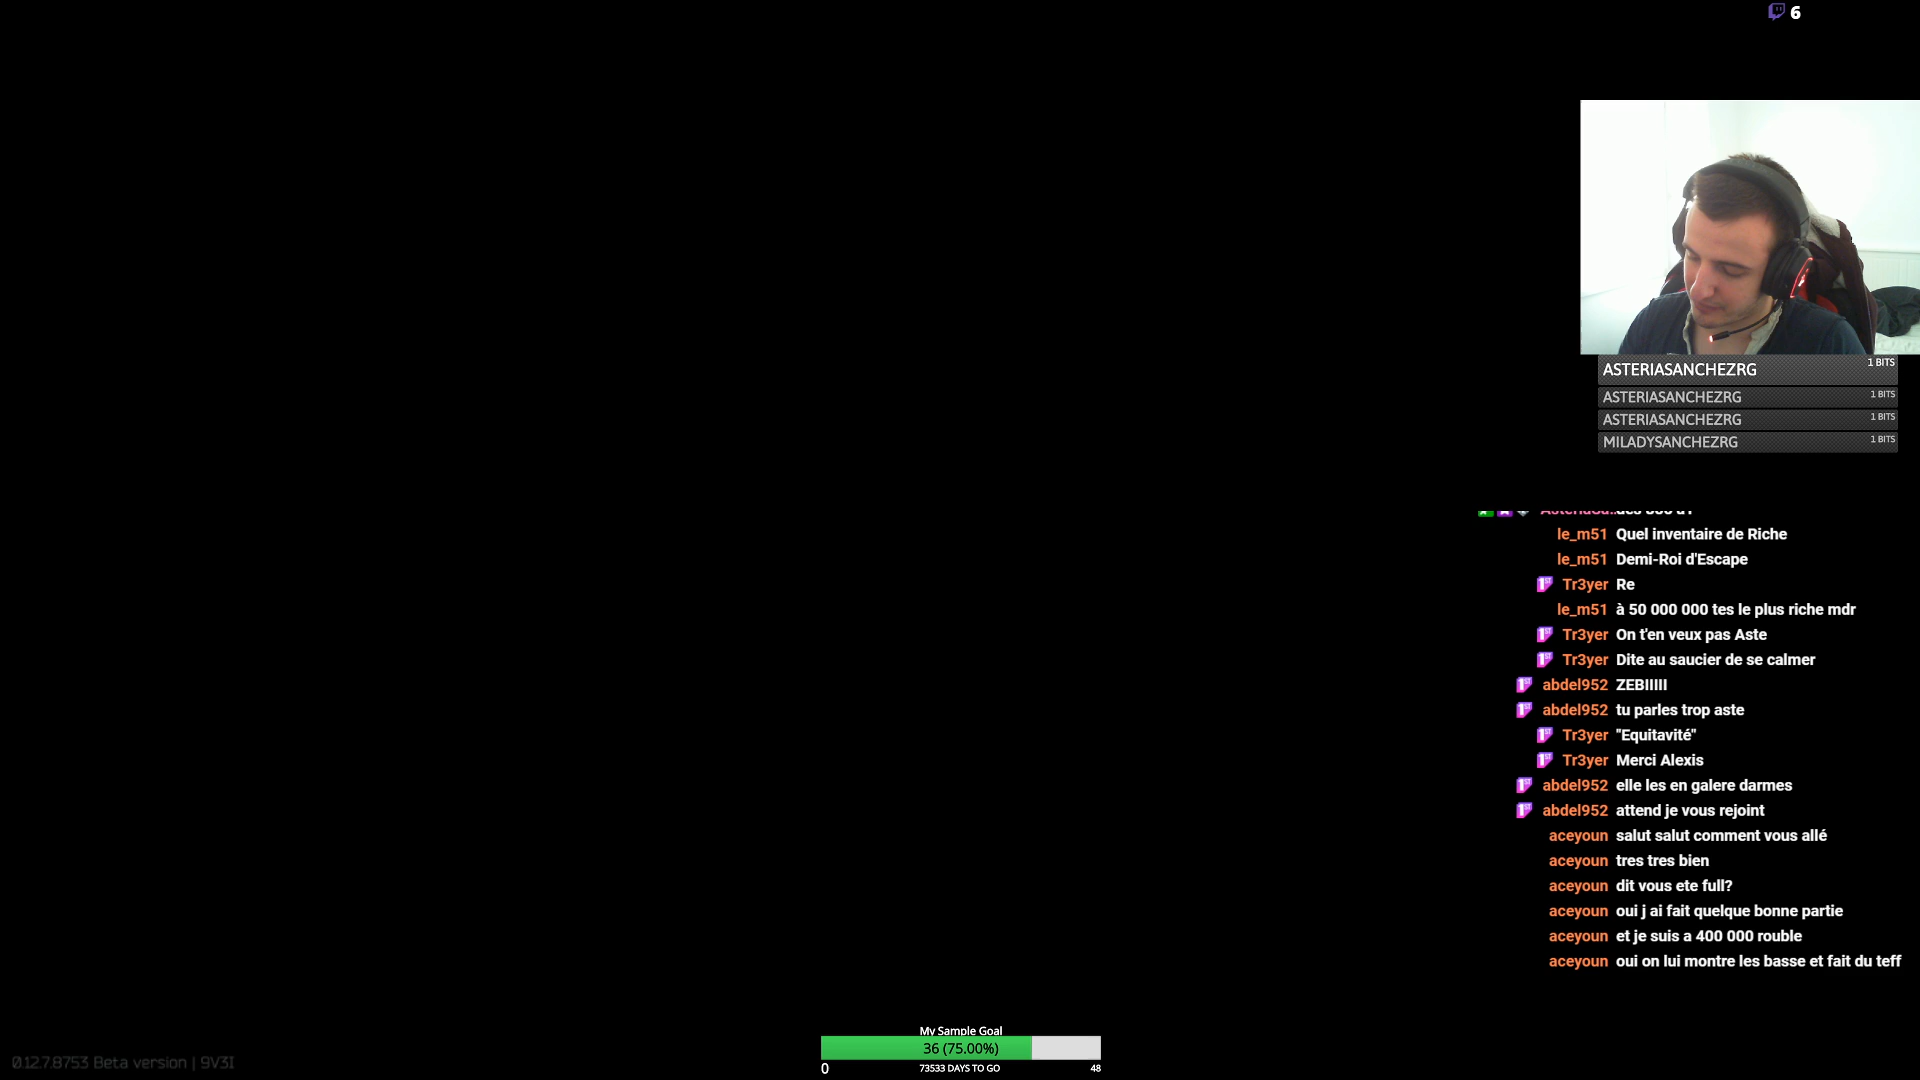 6
ASTERIASANCHEZRG 1 BITS
ASTERIASANCHEZRG 1 BITS
ASTERIASANCHEZRG 1 BITS
MILADYSANCHEZRG 1 BITS
le_m51 Quel inventaire de Riche
le_m51 Demi-Roi d'Escape
Tr3yer Re
le_m51 à 50 000 000 tes le plus riche mdr
Tr3yer On t'en veux pas Aste
Tr3yer Dite au saucier de se calmer
abdel952 ZEBIIIII
abdel952 tu parles trop aste
Tr3yer "Equitavité"
Tr3yer Merci Alexis
abdel952 elle les en galere darmes
abdel952 attend je vous rejoint
aceyoun salut salut comment vous allé
aceyoun tres tres bien
aceyoun dit vous ete full?
aceyoun oui j ai fait quelque bonne partie
aceyoun et je suis a 400 000 rouble
aceyoun oui on lui montre les basse et fait du teff
My Sample Goal
36 (75.00%)
0 73533 DAYS TO GO 48
0.12.7.8753 Beta version | 9V3I